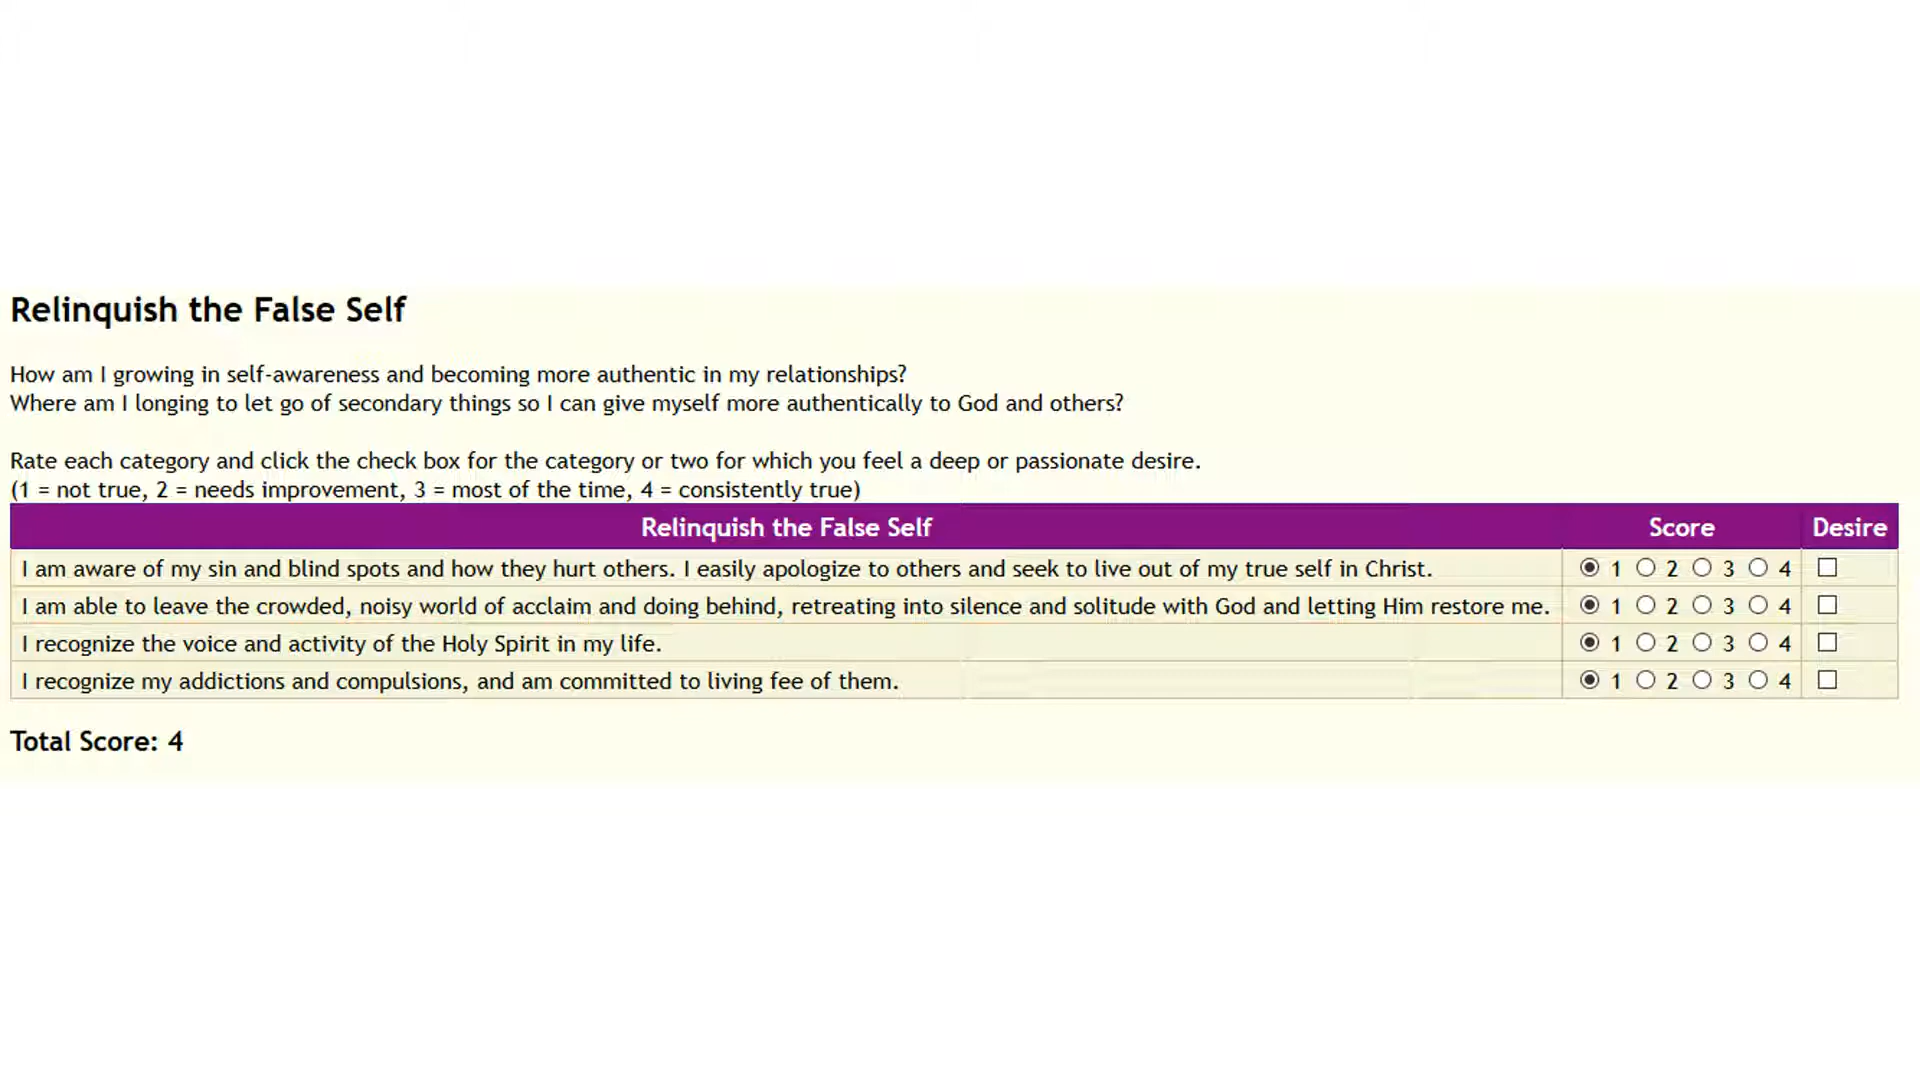 Relinquish the False Self
How am I growing in self-awareness and becoming more authentic in my relationships?
Where am I longing to let go of secondary things so I can give myself more authentically to God and others?
Rate each category and click the check box for the category or two for which you feel a deep or passionate desire.
(1 = not true, 2 = needs improvement, 3 = most of the time, 4 = consistently true)
Relinquish the False Self Score Desire
I am aware of my sin and blind spots and how they hurt others. I easily apologize to others and seek to live out of my true self in Christ. 1 2 3 4
I am able to leave the crowded, noisy world of acclaim and doing behind, retreating into silence and solitude with God and letting Him restore me. 1 2 3 4
I recognize the voice and activity of the Holy Spirit in my life. 1 2 3 4
I recognize my addictions and compulsions, and am committed to living fee of them. 1 2 3 4
Total Score: 4